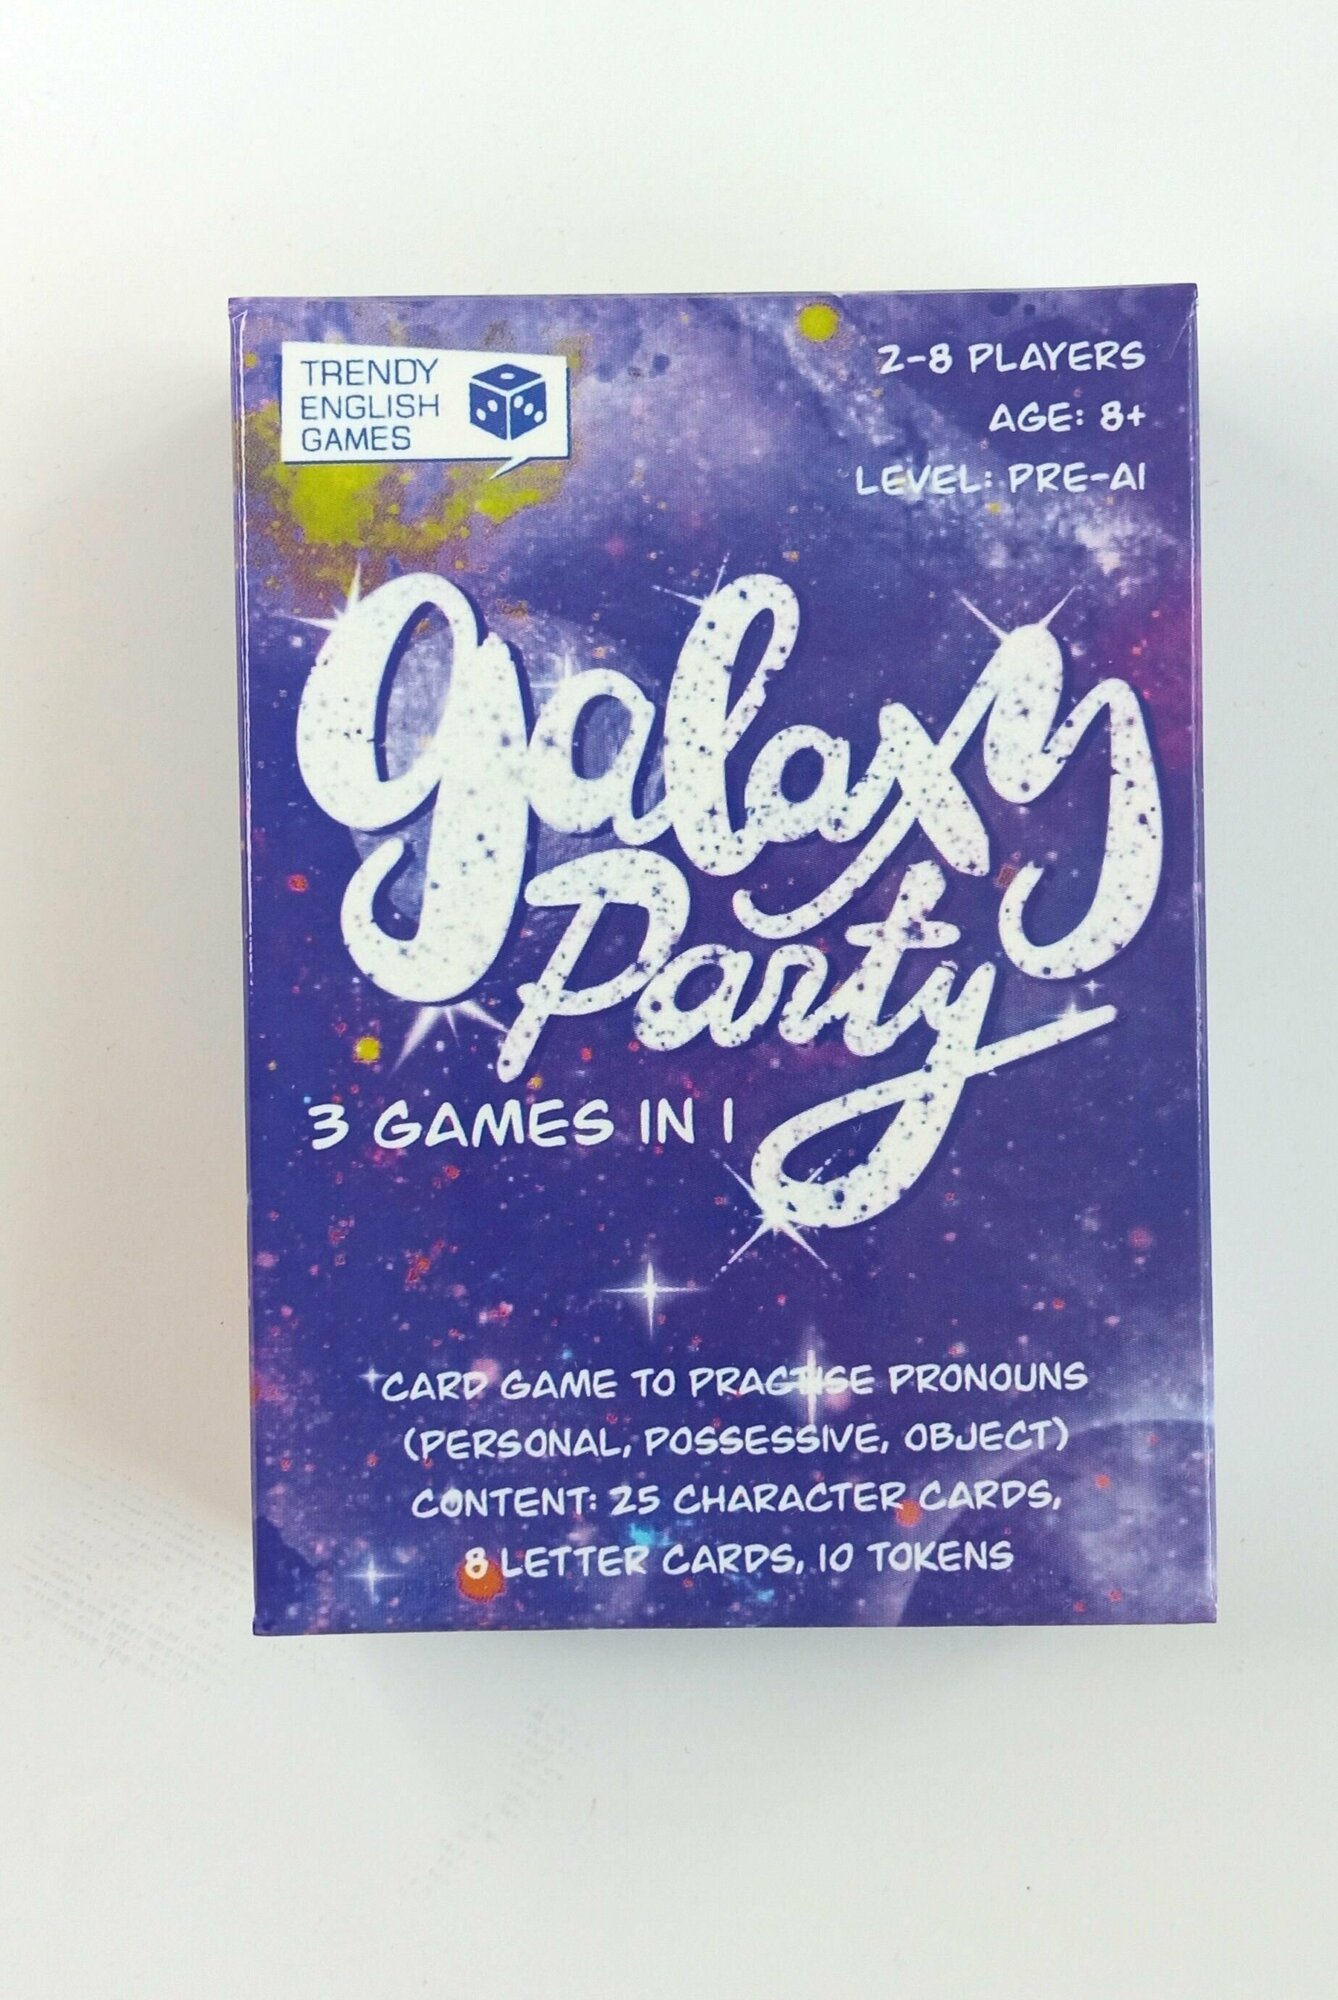 TRENDY
ENGLISH
GAMES
2-8 PLAYERS
AGE: 8+
LEVEL: PRE-A1
galaxy
Party
3 GAMES IN 1
CARD GAME TO PRACTISE PRONOUNS
(PERSONAL, POSSESSIVE, OBJECT)
CONTENT: 25 CHARACTER CARDS,
8 LETTER CARDS, 10 TOKENS